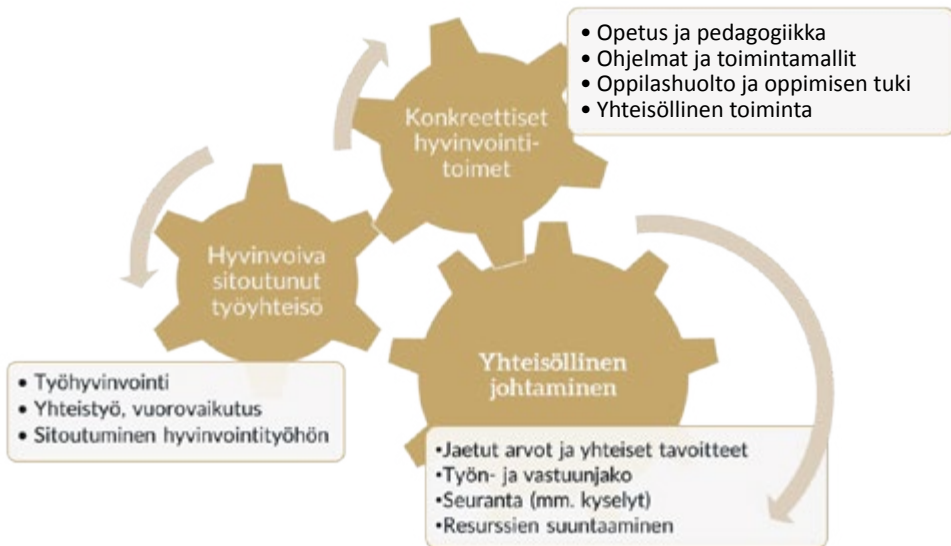 • Opetus ja pedagogiikka
• Ohjelmat ja toimintamallit
• Oppilashuolto ja oppimisen tuki
• Yhteisöllinen toiminta
Konkreettiset
hyvinvointi-
toimet
Hyvinvoiva
sitoutunut
työyhteisö
• Työhyvinvointi
• Yhteistyö, vuorovaikutus
• Sitoutuminen hyvinvointityöhön
Yhteisöllinen
johtaminen
•Jaetut arvot ja yhteiset tavoitteet
•Työn- ja vastuunjako
•Seuranta (mm. kyselyt)
•Resurssien suuntaaminen